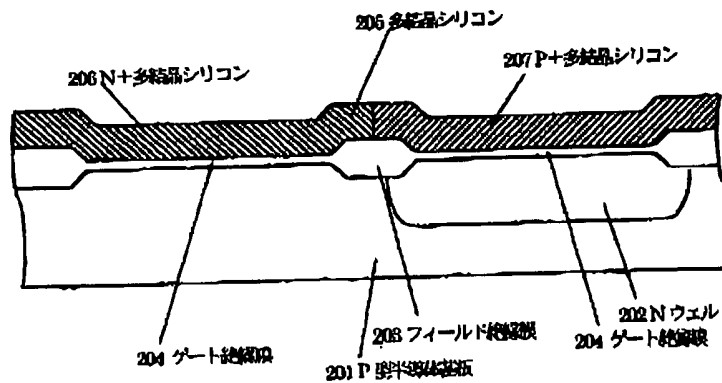 205 多結晶シリコン
206 N+多結晶シリコン
207 P+多結晶シリコン
202 Nウェル
203 フィールド絶縁膜
204 ゲート絶縁膜
204 ゲート絶縁膜
201 P型半導体基板